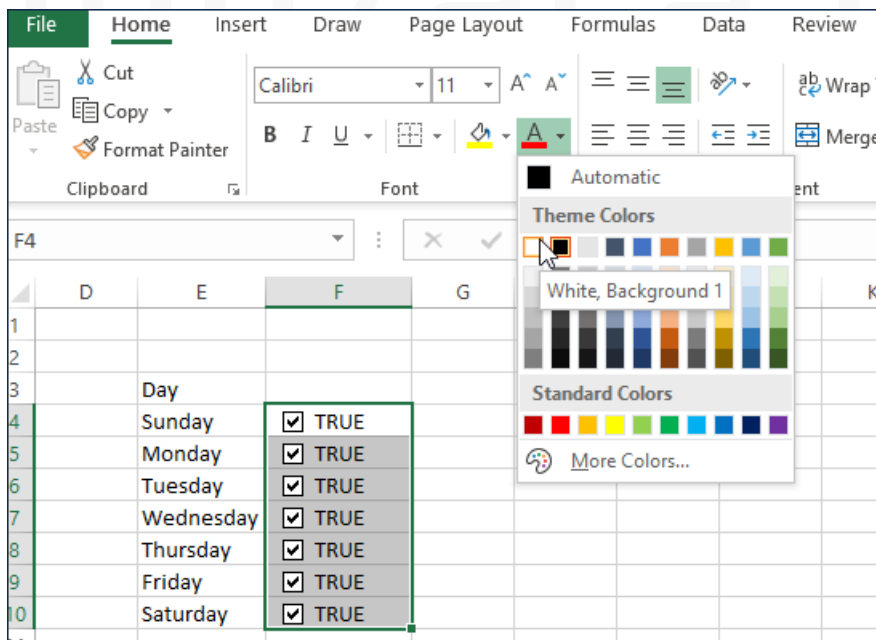 File Home Insert Draw Page Layout Formulas Data Review
Cut
Calibri 11 A A ab Wrap
Copy
Paste
Format Painter B I U A Merge
Clipboard Font ent
Automatic
Theme Colors
F4
White, Background 1
D E F G K
1
2
3 Day
Standard Colors
4 Sunday TRUE
5 Monday TRUE
More Colors...
6 Tuesday TRUE
7 Wednesday TRUE
8 Thursday TRUE
9 Friday TRUE
10 Saturday TRUE